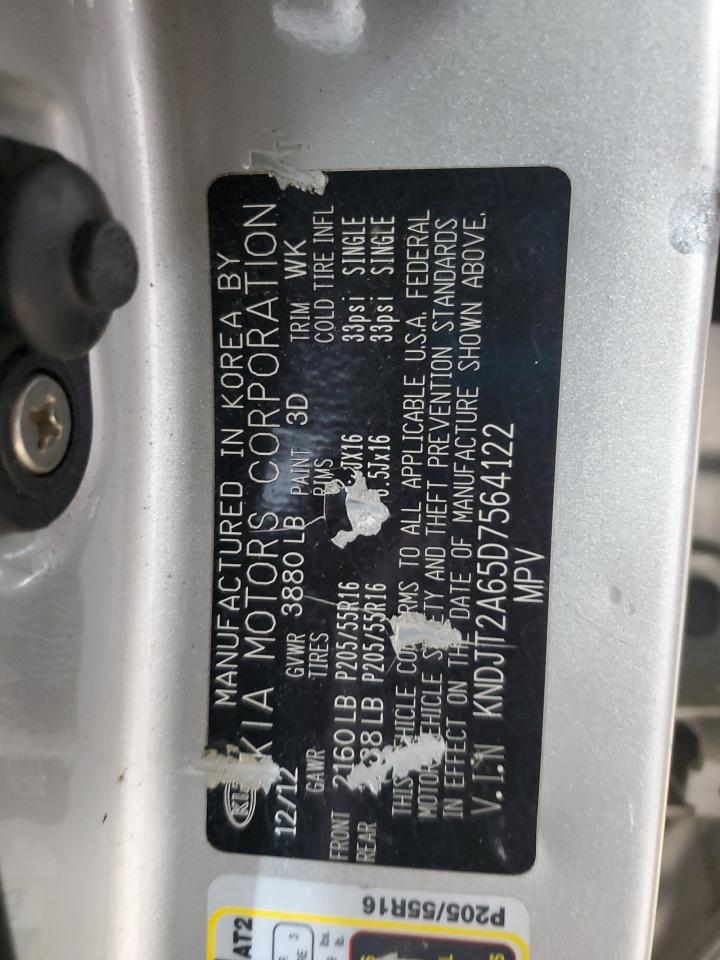 MANUFACTURED IN KOREA BY
KIA MOTORS CORPORATION
12/12 GVWR 3880 LB PAINT 3D TRIM WK
GAWR TIRES RIMS COLD TIRE INFL
FRONT 2160 LB P205/55R16 33psi SINGLE
REAR P205/55R16 33psi SINGLE
THIS VEHICLE TO ALL APPLICABLE U.S.A. FEDERAL
MOTOR VEHICLE AND THEFT PREVENTION STANDARDS
IN EFFECT ON THE DATE OF MANUFACTURE SHOWN ABOVE.
V.I.N KNDJT2A65D7564122
MPV
P205/55R16